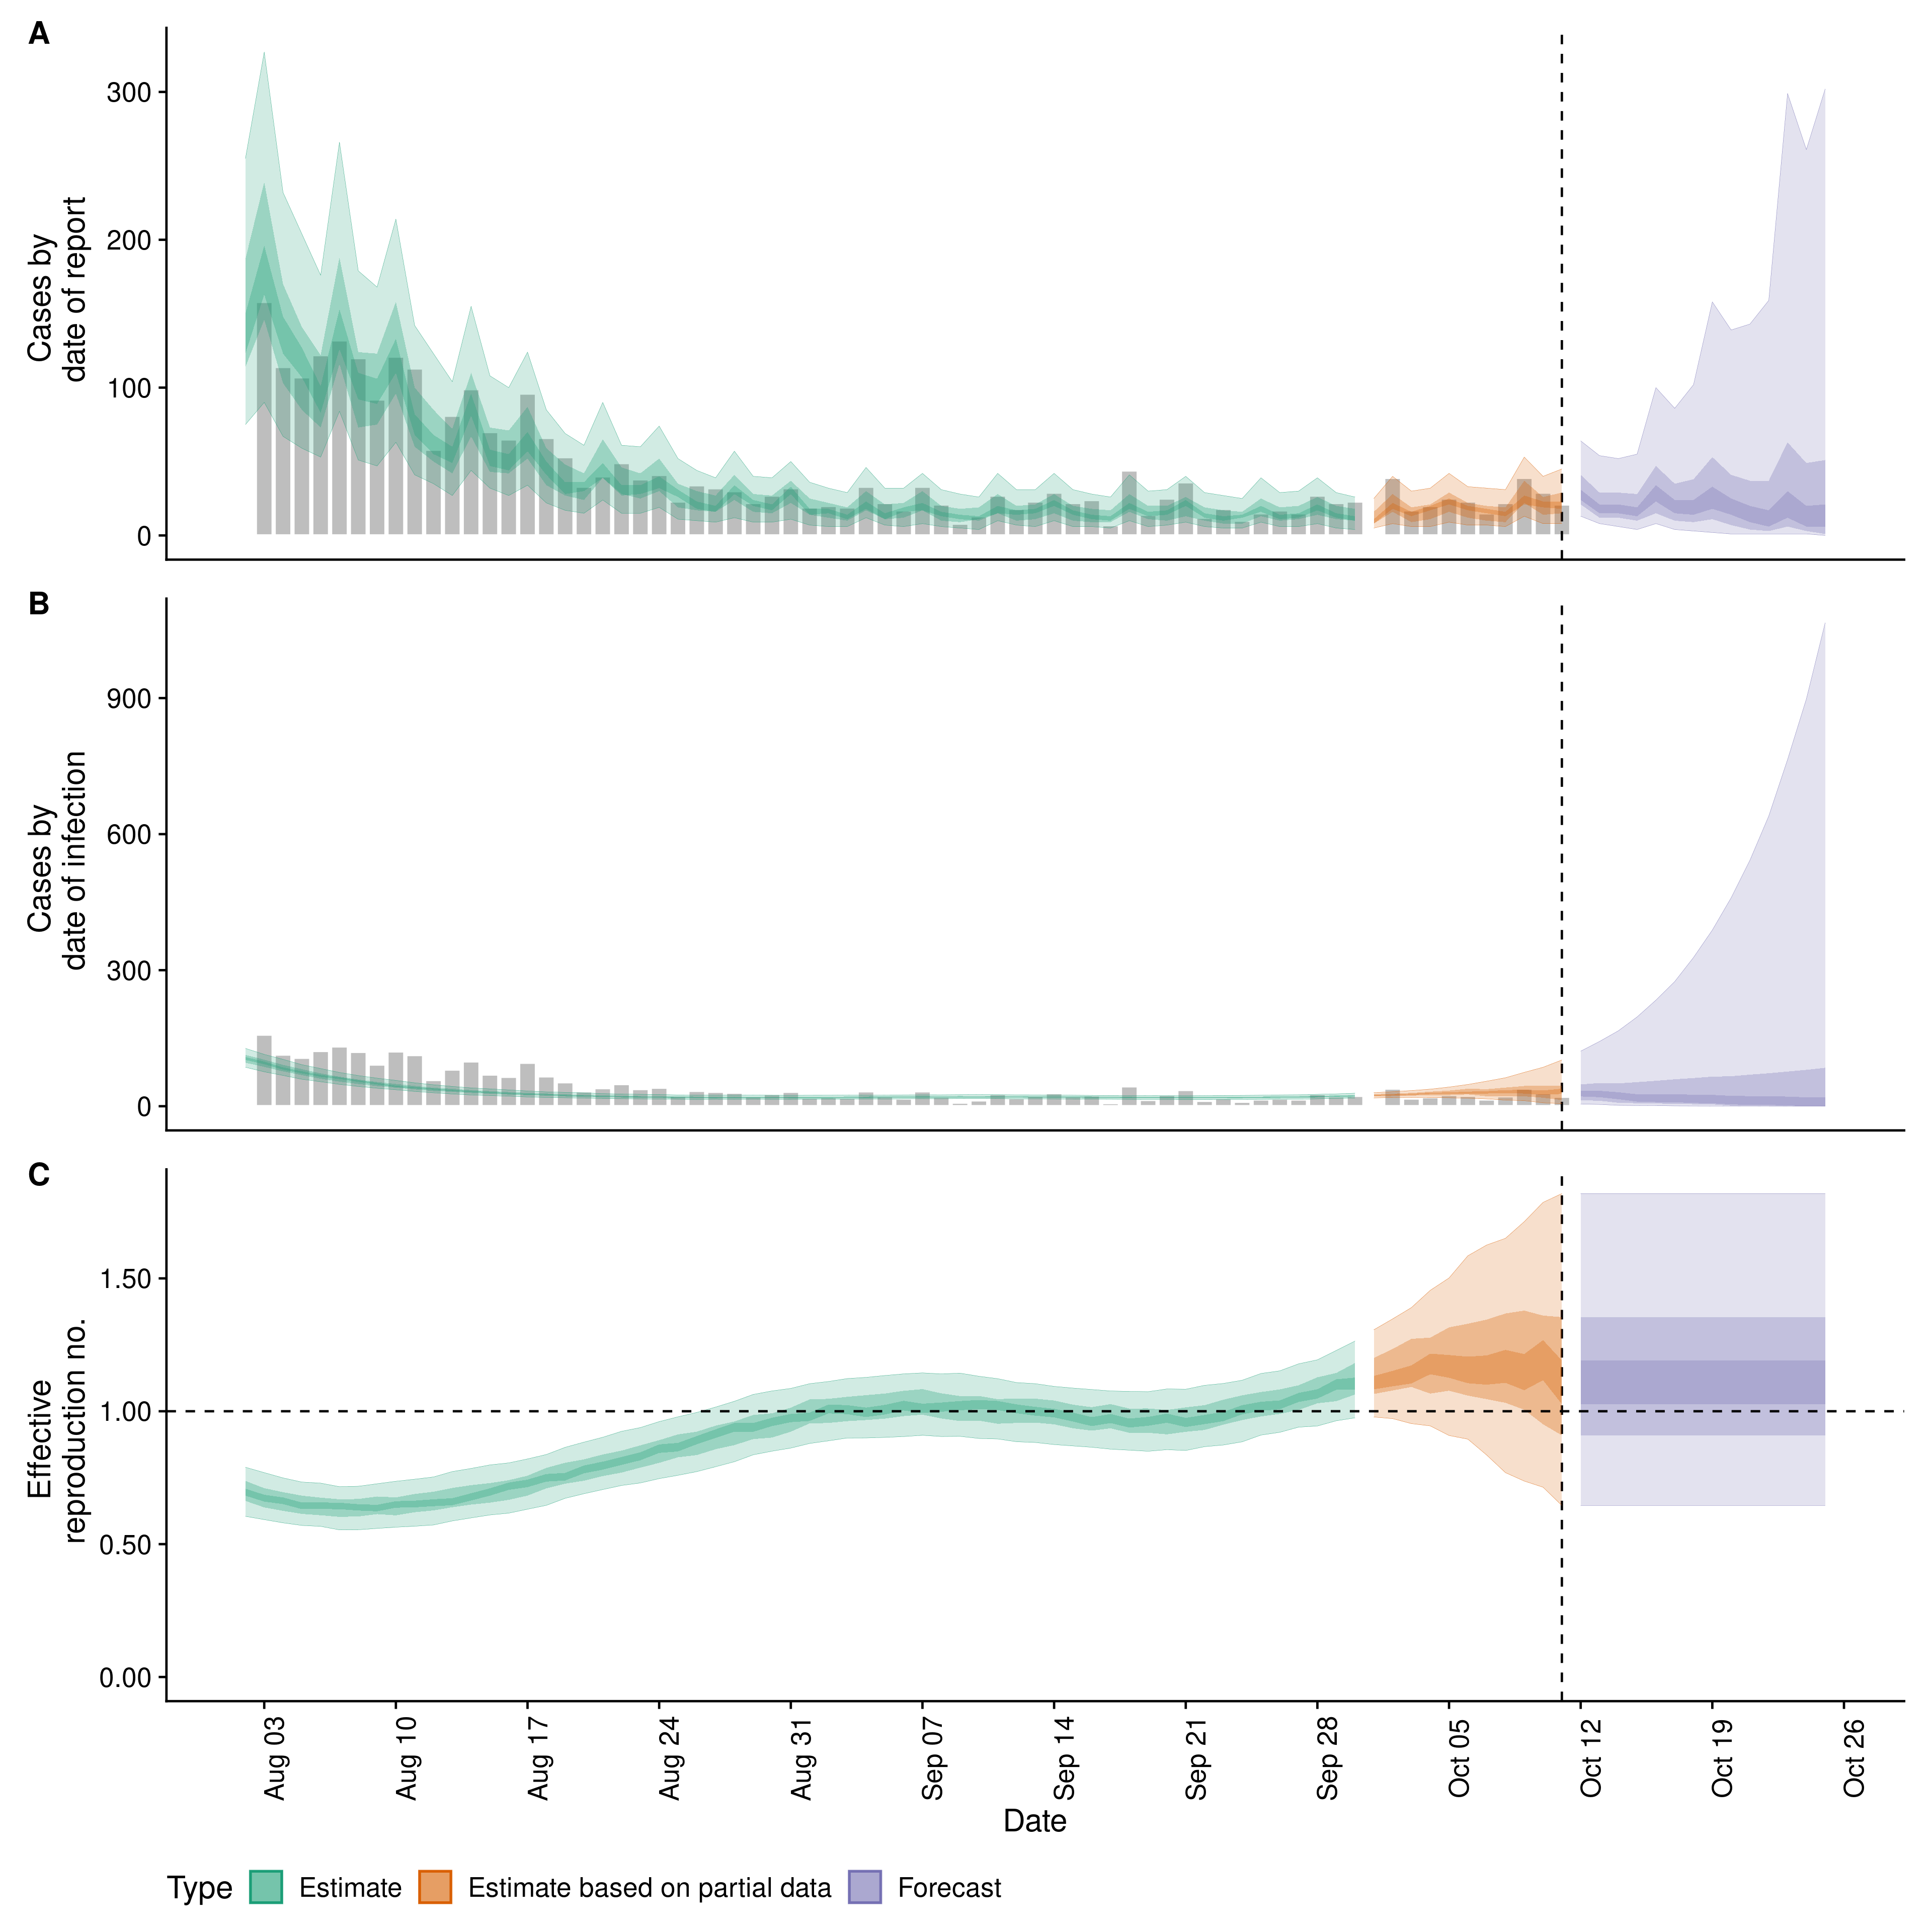 A
Cases by
date of report
300
200
100
0
B
Cases by
date of infection
900
600
300
0
C
Effective
reproduction no.
1.50
1.00
0.50
0.00
Aug 03
Aug 10
Aug 17
Aug 24
Aug 31
Sep 07
Sep 14
Sep 21
Sep 28
Oct 05
Oct 12
Oct 19
Oct 26
Date
Type Estimate Estimate based on partial data Forecast